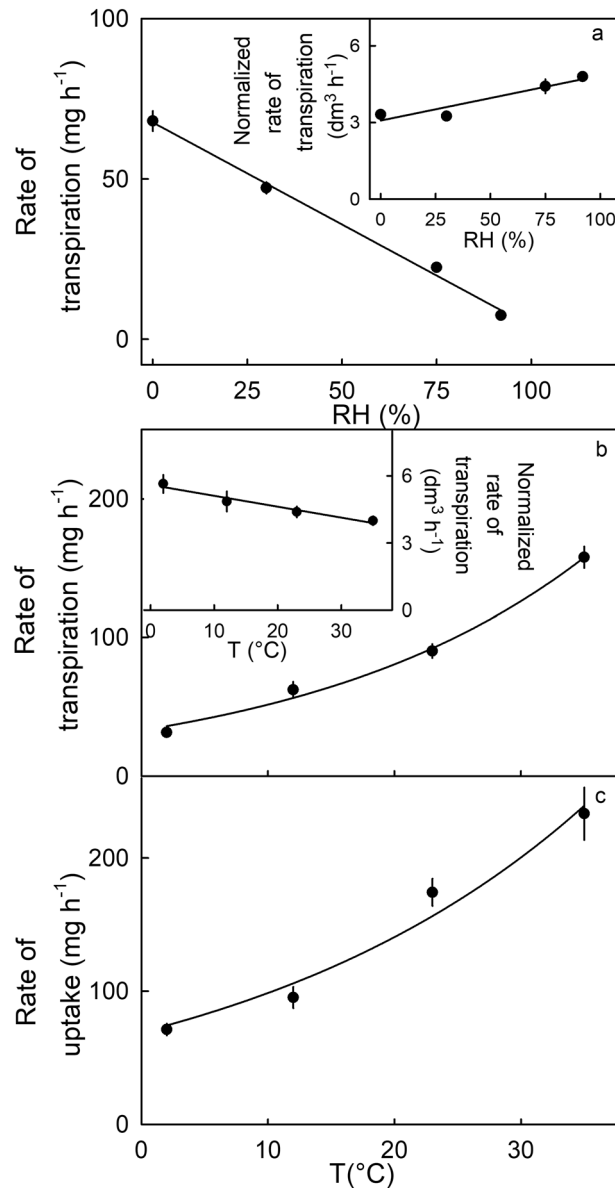 a
Rate of
transpiration (mg h⁻¹)
100
50
0
0 25 50 75 100
RH (%)
Normalized
rate of
transpiration
(dm³ h⁻¹)
6
3
0
0 25 50 75 100
RH (%)
b
Rate of
transpiration (mg h⁻¹)
200
100
0
Normalized
rate of
transpiration
(dm³ h⁻¹)
6
3
0
0 10 20 30
T (°C)
c
Rate of
uptake (mg h⁻¹)
200
100
0
0 10 20 30
T(°C)